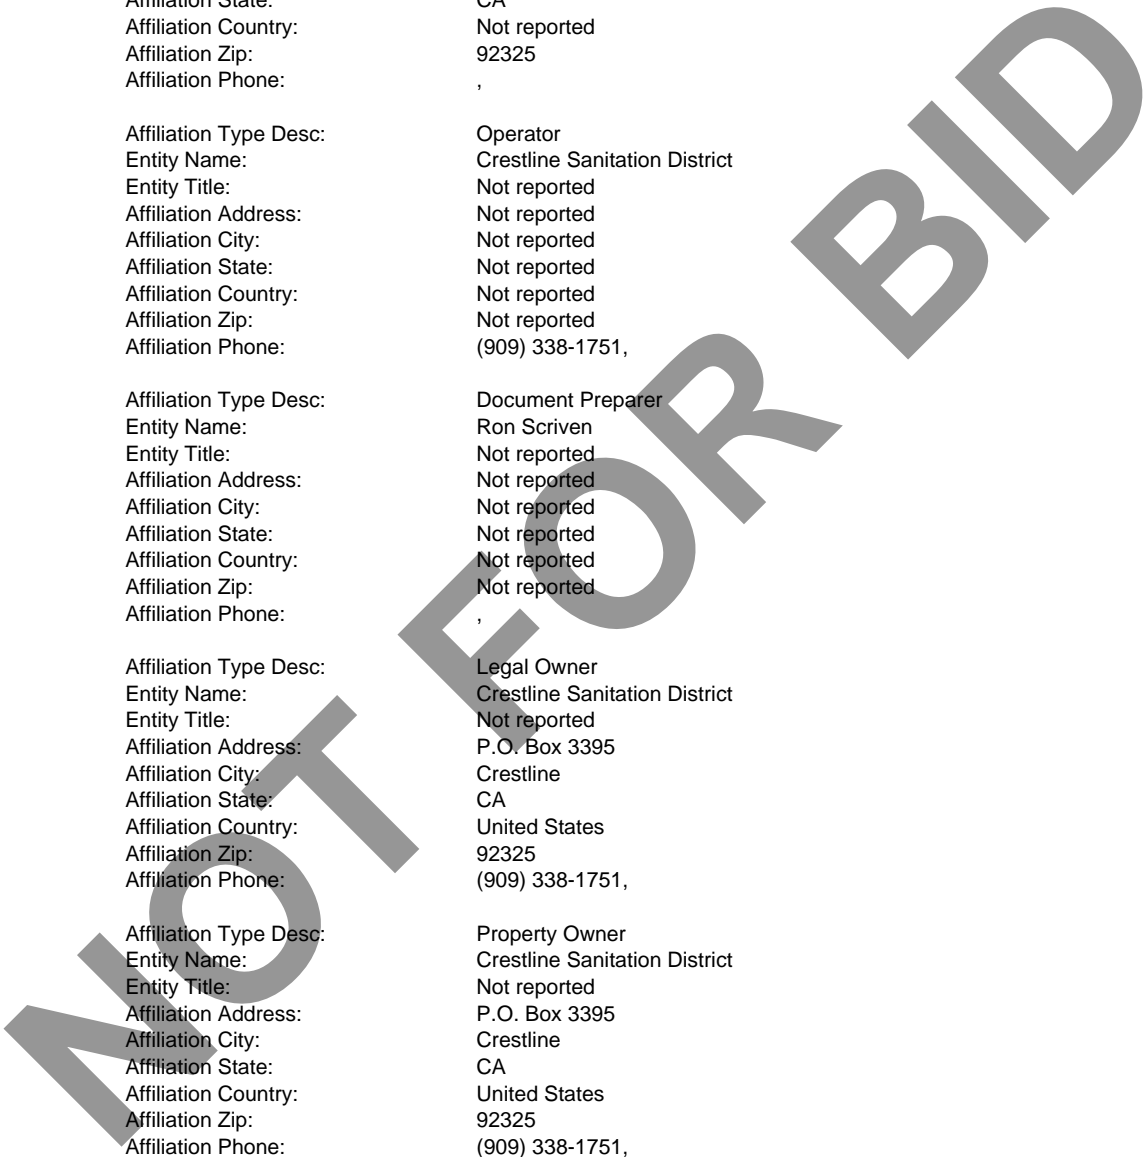 Affiliation State: CA
Affiliation Country: Not reported
Affiliation Zip: 92325
Affiliation Phone: ,
Affiliation Type Desc: Operator
Entity Name: Crestline Sanitation District
Entity Title: Not reported
Affiliation Address: Not reported
Affiliation City: Not reported
Affiliation State: Not reported
Affiliation Country: Not reported
Affiliation Zip: Not reported
Affiliation Phone: (909) 338-1751,
Affiliation Type Desc: Document Preparer
Entity Name: Ron Scriven
Entity Title: Not reported
Affiliation Address: Not reported
Affiliation City: Not reported
Affiliation State: Not reported
Affiliation Country: Not reported
Affiliation Zip: Not reported
Affiliation Phone: ,
Affiliation Type Desc: Legal Owner
Entity Name: Crestline Sanitation District
Entity Title: Not reported
Affiliation Address: P.O. Box 3395
Affiliation City: Crestline
Affiliation State: CA
Affiliation Country: United States
Affiliation Zip: 92325
Affiliation Phone: (909) 338-1751,
Affiliation Type Desc: Property Owner
Entity Name: Crestline Sanitation District
Entity Title: Not reported
Affiliation Address: P.O. Box 3395
Affiliation City: Crestline
Affiliation State: CA
Affiliation Country: United States
Affiliation Zip: 92325
Affiliation Phone: (909) 338-1751,
NOT FOR BID